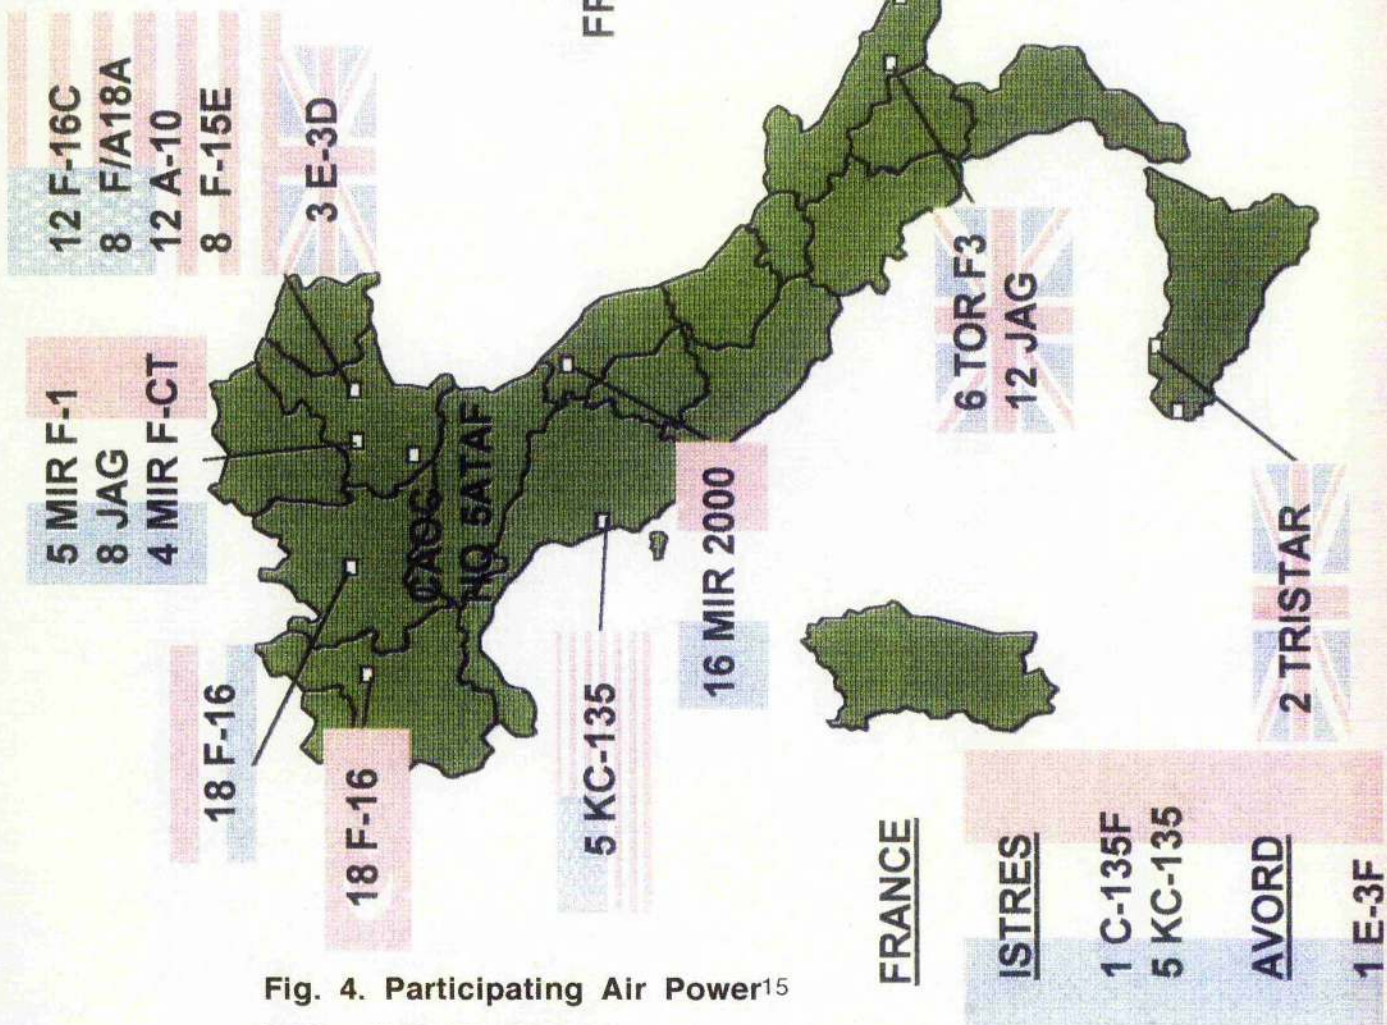 12 F-16C
8 F/A18A
12 A-10
8 F-15E
3 E-3D
5 MIR F-1
8 JAG
4 MIR F-CT
18 F-16
18 F-16
CAOC
HQ 5ATAF
5 KC-135
16 MIR 2000
6 TOR F3
12 JAG
2 TRISTAR
FRANCE
ISTRES
1 C-135F
5 KC-135
AVORD
1 E-3F
FR
Fig. 4. Participating Air Power15